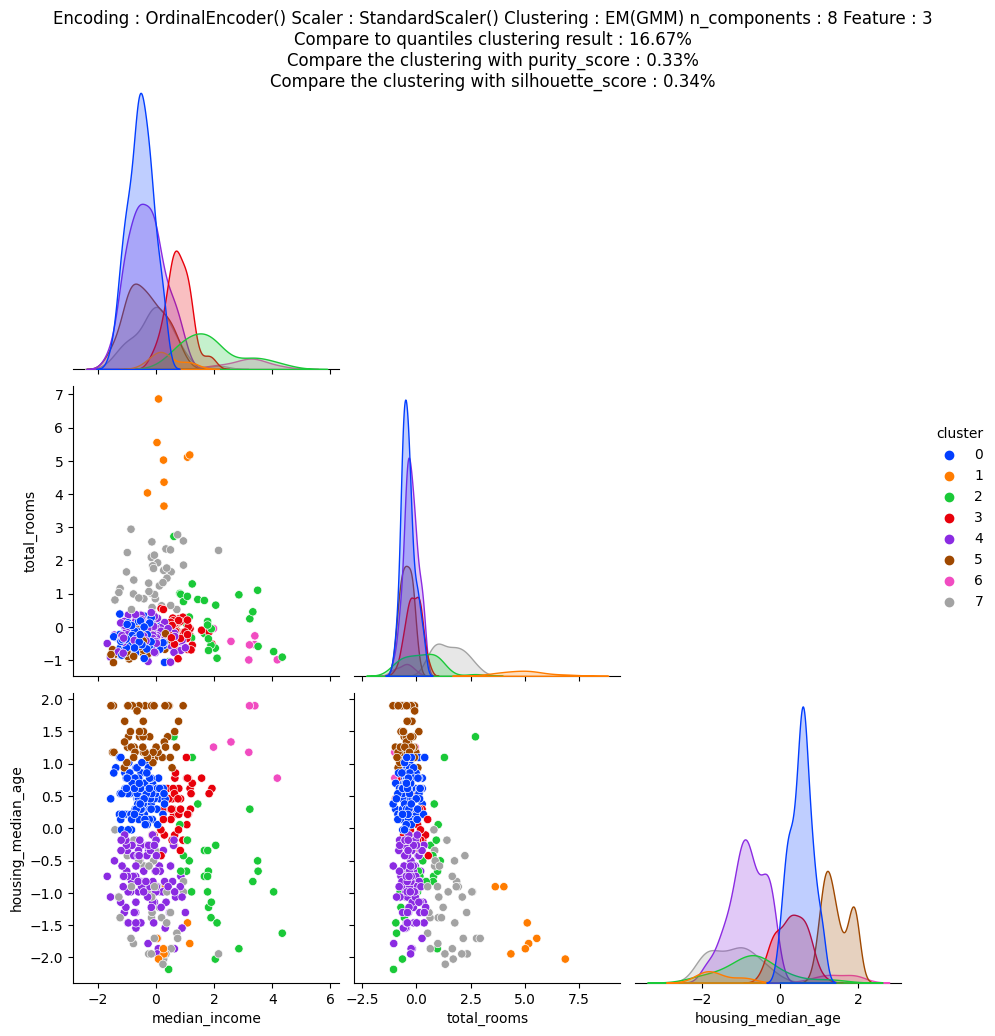 Encoding : OrdinalEncoder() Scaler : StandardScaler() Clustering : EM(GMM) n_components : 8 Feature : 3
Compare to quantiles clustering result : 16.67%
Compare the clustering with purity_score : 0.33%
Compare the clustering with silhouette_score : 0.34%
7
6
5
4
3
2
1
0
−1
total_rooms
cluster
0
1
2
3
4
5
6
7
2.0
1.5
1.0
0.5
0.0
−0.5
−1.0
−1.5
−2.0
housing_median_age
−2 0 2 4 6
median_income
−2.5 0.0 2.5 5.0 7.5
total_rooms
−2 0 2
housing_median_age